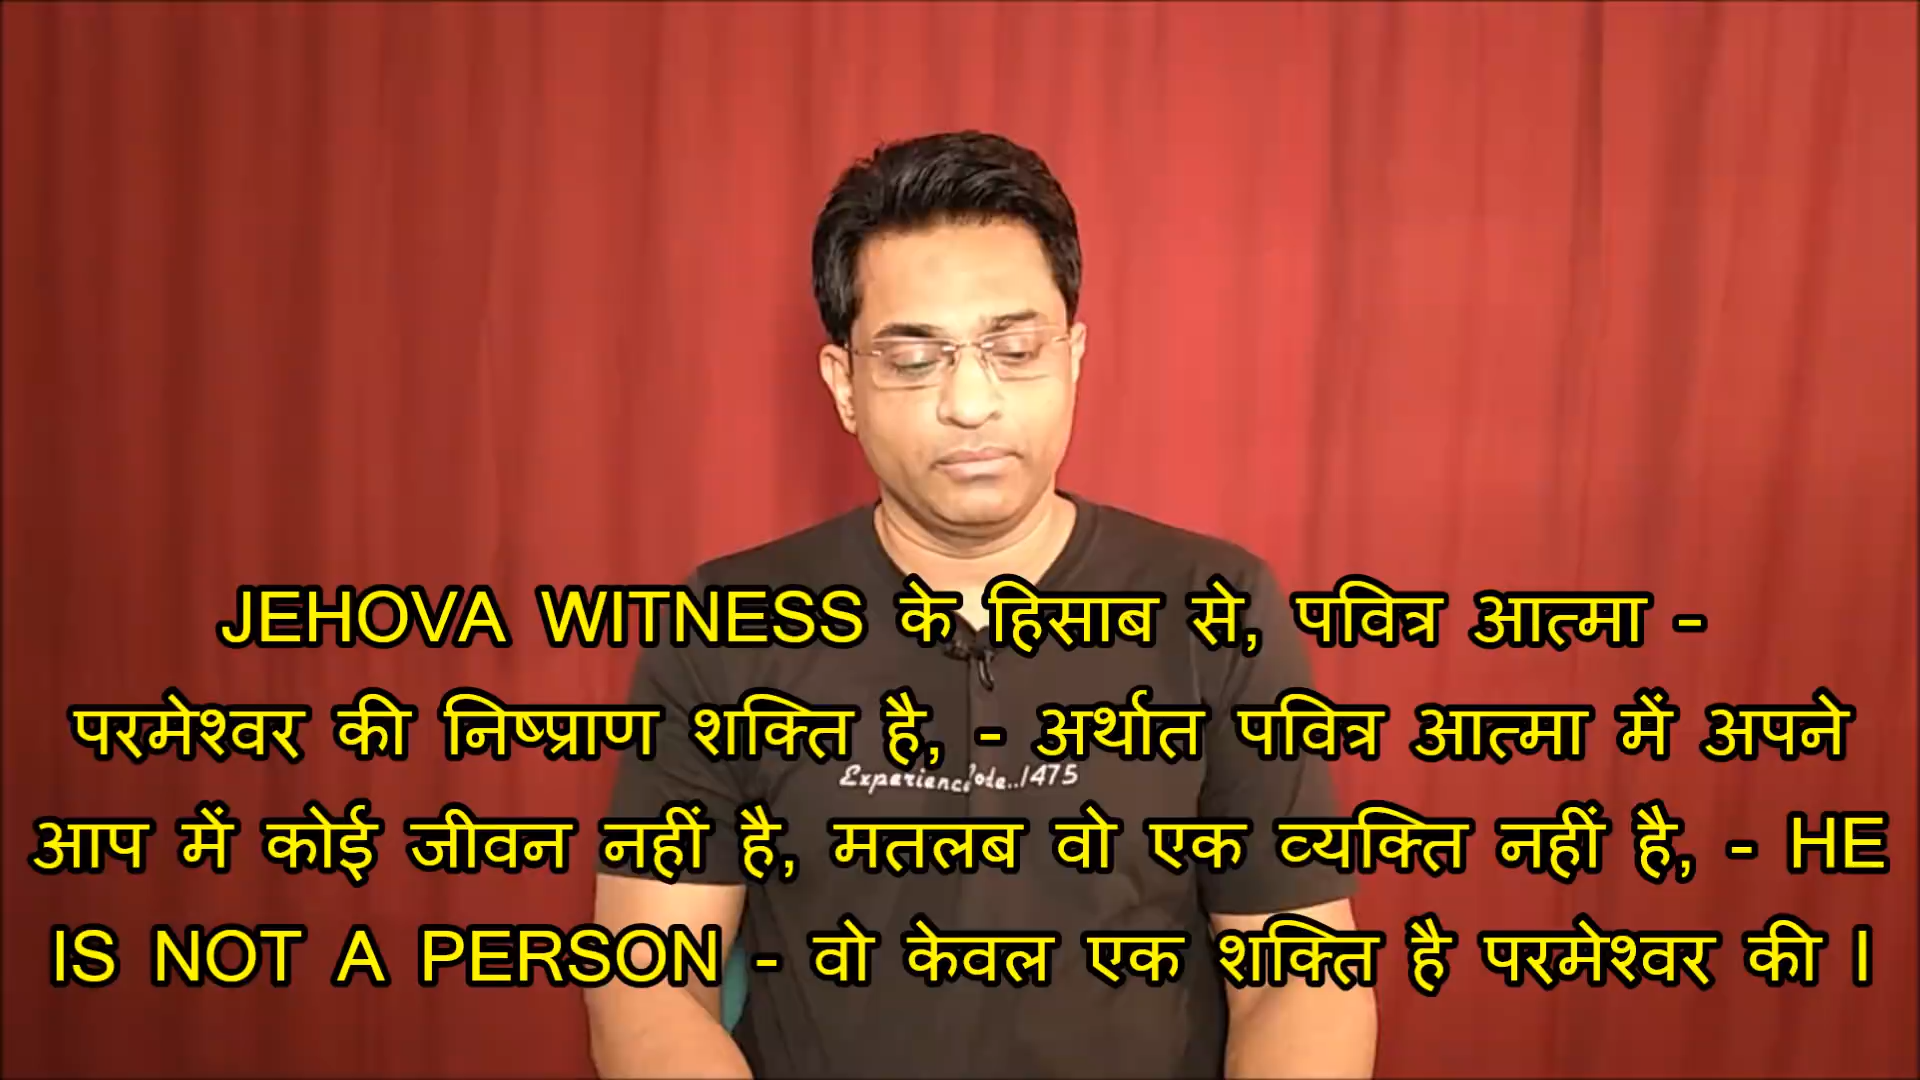 JEHOVA WITNESS के हिसाब से, पवित्र आत्मा -
परमेश्वर की निष्प्राण शक्ति है, - अर्थात पवित्र आत्मा में अपने
आप में कोई जीवन नहीं है, मतलब वो एक व्यक्ति नहीं है, - HE
IS NOT A PERSON - वो केवल एक शक्ति है परमेश्वर की |